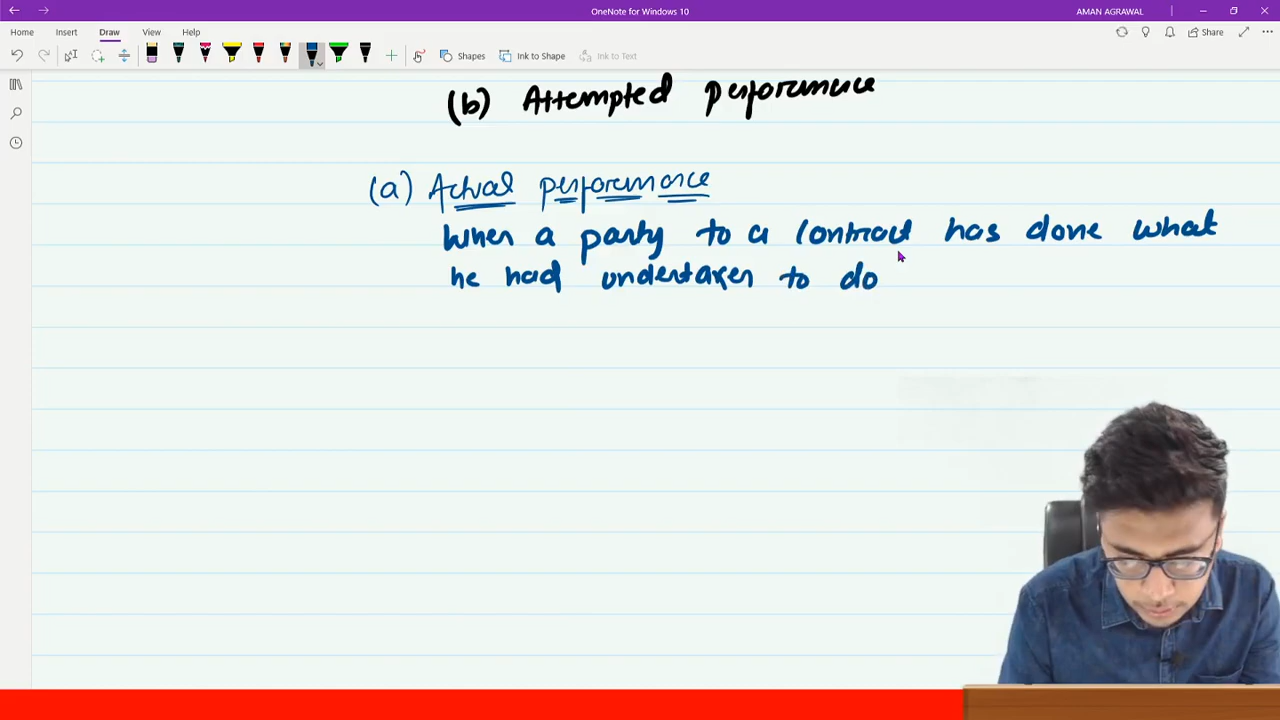 OneNote for Windows 10
AMAN AGRAWAL
Home Insert Draw View Help
Share
Shapes Ink to Shape Ink to Text
(b) Attempted performance
(a) Actual performance
When a party to a contract has done what
he had undertaken to do